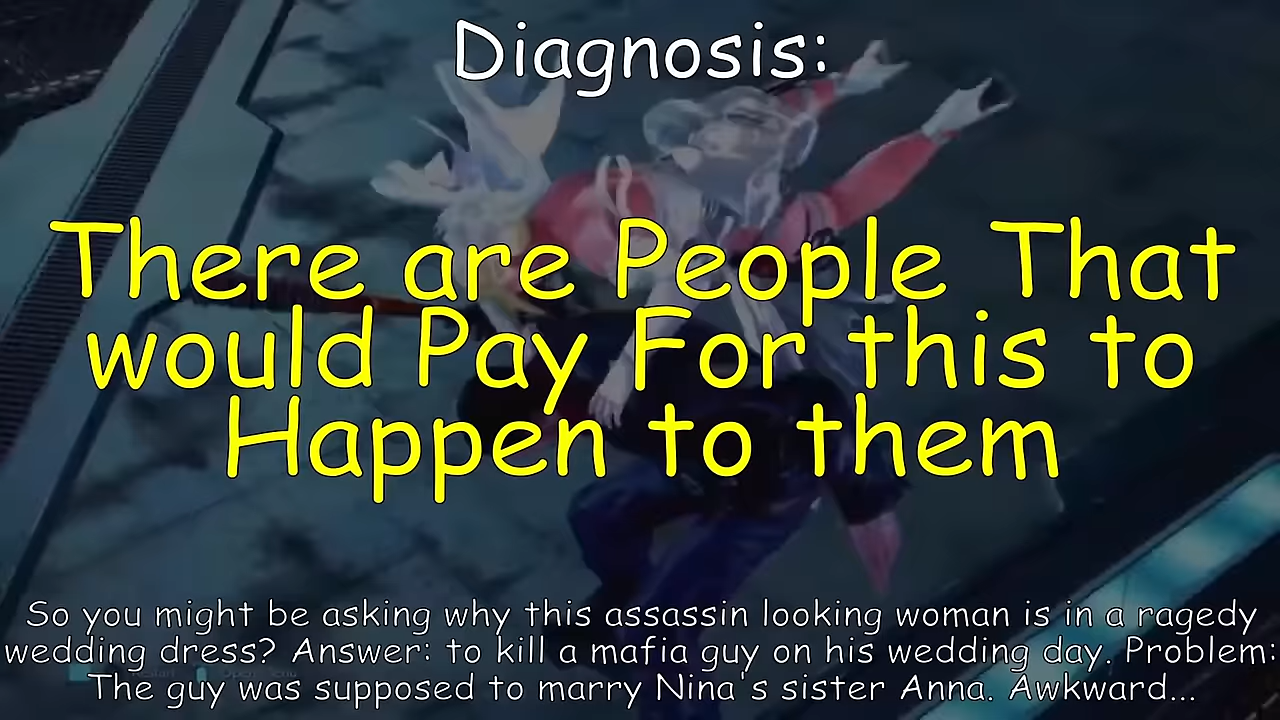 Diagnosis:
There are People That
would Pay For this to
Happen to them
So you might be asking why this assassin looking woman is in a ragedy
wedding dress? Answer: to kill a mafia guy on his wedding day. Problem:
The guy was supposed to marry Nina's sister Anna. Awkward...